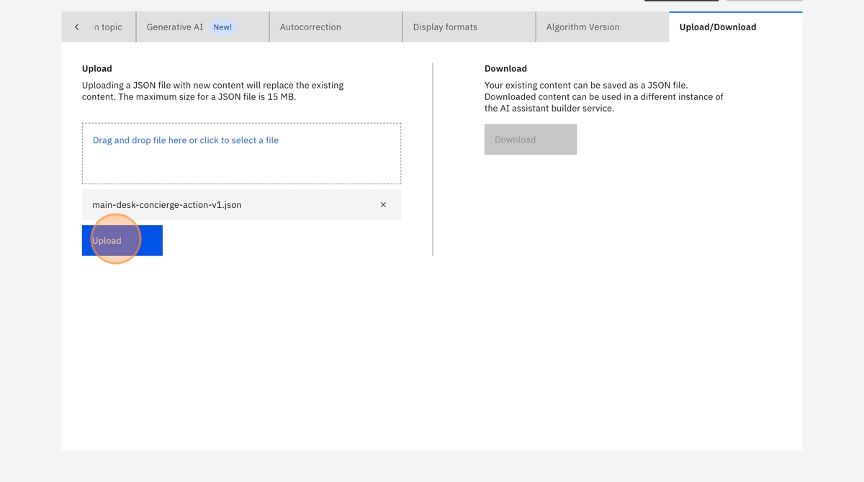 n topic
Generative AI New!
Autocorrection
Display formats
Algorithm Version
Upload/Download
Upload
Uploading a JSON file with new content will replace the existing
content. The maximum size for a JSON file is 15 MB.
Drag and drop file here or click to select a file
main-desk-concierge-action-v1.json
Upload
Download
Your existing content can be saved as a JSON file.
Downloaded content can be used in a different instance of
the AI assistant builder service.
Download